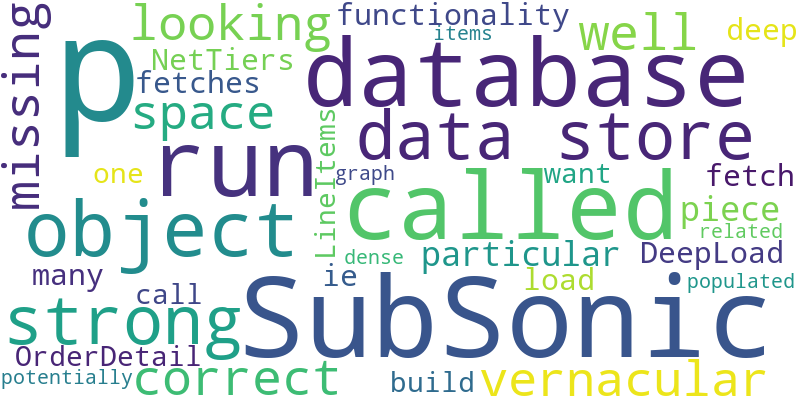 missing
p
looking
functionality
items
well
deep
NetTiers
fetches
space
database
data store
one
run
LineItems
graph
want
fetch
object
called
piece
related
many
ie
dense
particular
DeepLoad
call
load
populated
strong
SubSonic
OrderDetail
potentially
correct
build
vernacular